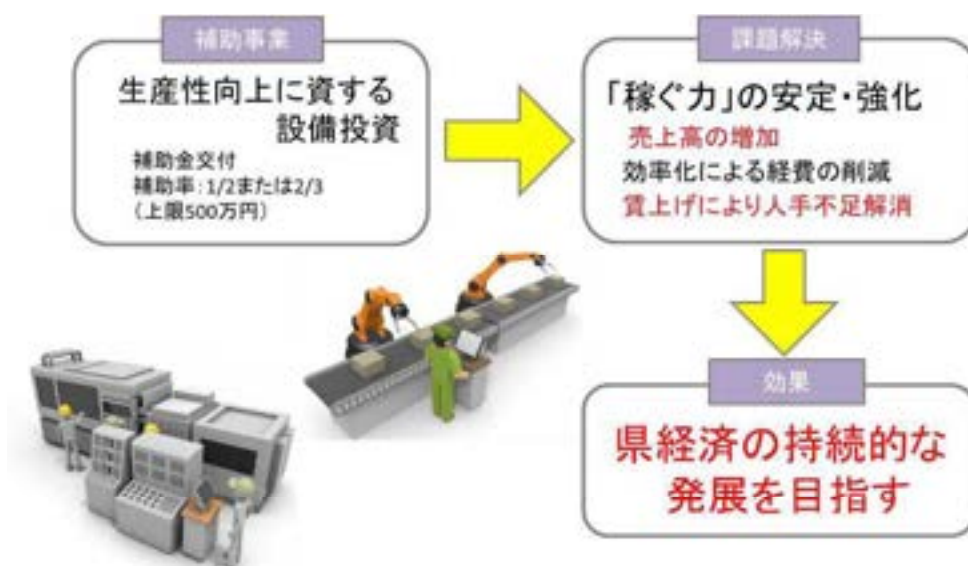 補助事業
生産性向上に資する
設備投資
補助金交付
補助率：1/2または2/3
（上限500万円）
課題解決
「稼ぐ力」の安定・強化
売上高の増加
効率化による経費の削減
賃上げにより人手不足解消
効果
県経済の持続的な
発展を目指す